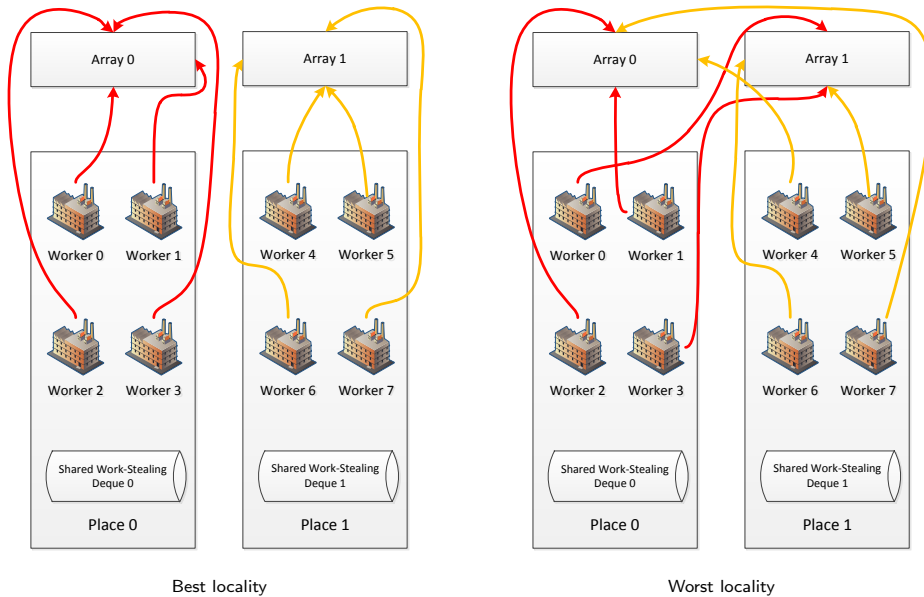 Array 0
Array 1
Worker 0
Worker 1
Worker 4
Worker 5
Worker 2
Worker 3
Worker 6
Worker 7
Shared Work-Stealing
Deque 0
Shared Work-Stealing
Deque 1
Place 0
Place 1
Best locality
Array 0
Array 1
Worker 0
Worker 1
Worker 4
Worker 5
Worker 2
Worker 3
Worker 6
Worker 7
Shared Work-Stealing
Deque 0
Shared Work-Stealing
Deque 1
Place 0
Place 1
Worst locality